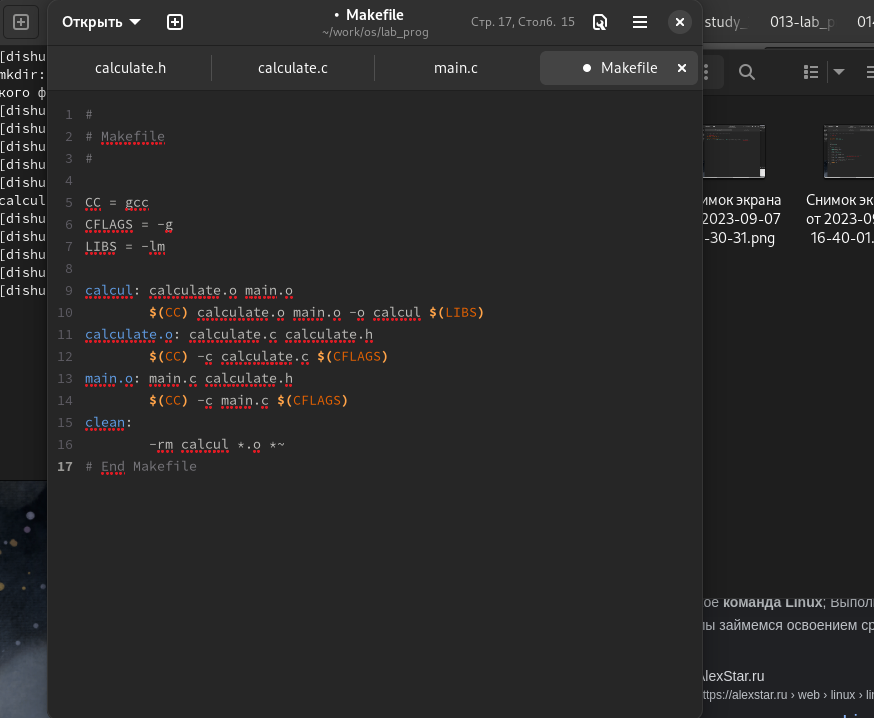 Открыть
Makefile
~/work/os/lab_prog
Стр. 17, Столб. 15
study_
013-lab_p
calculate.h
calculate.c
main.c
Makefile
[dishu
mkdir:
кого ф
[dishu
[dishu
[dishu
[dishu
[dishu
calcul
[dishu
[dishu
[dishu
[dishu
[dishu
1 #
2 # Makefile
3 #
4
5 CC = gcc
6 CFLAGS = -g
7 LIBS = -lm
8
9 calcul: calculate.o main.o
10 $(CC) calculate.o main.o -o calcul $(LIBS)
11 calculate.o: calculate.c calculate.h
12 $(CC) -c calculate.c $(CFLAGS)
13 main.o: main.c calculate.h
14 $(CC) -c main.c $(CFLAGS)
15 clean:
16 -rm calcul *.o *~
17 # End Makefile
имок экрана
2023-09-07
-30-31.png
Снимок эк
от 2023-09
16-40-01.
ое команда Linux; Выпол
ы займемся освоением ср
AlexStar.ru
ttps://alexstar.ru › web › linux › li